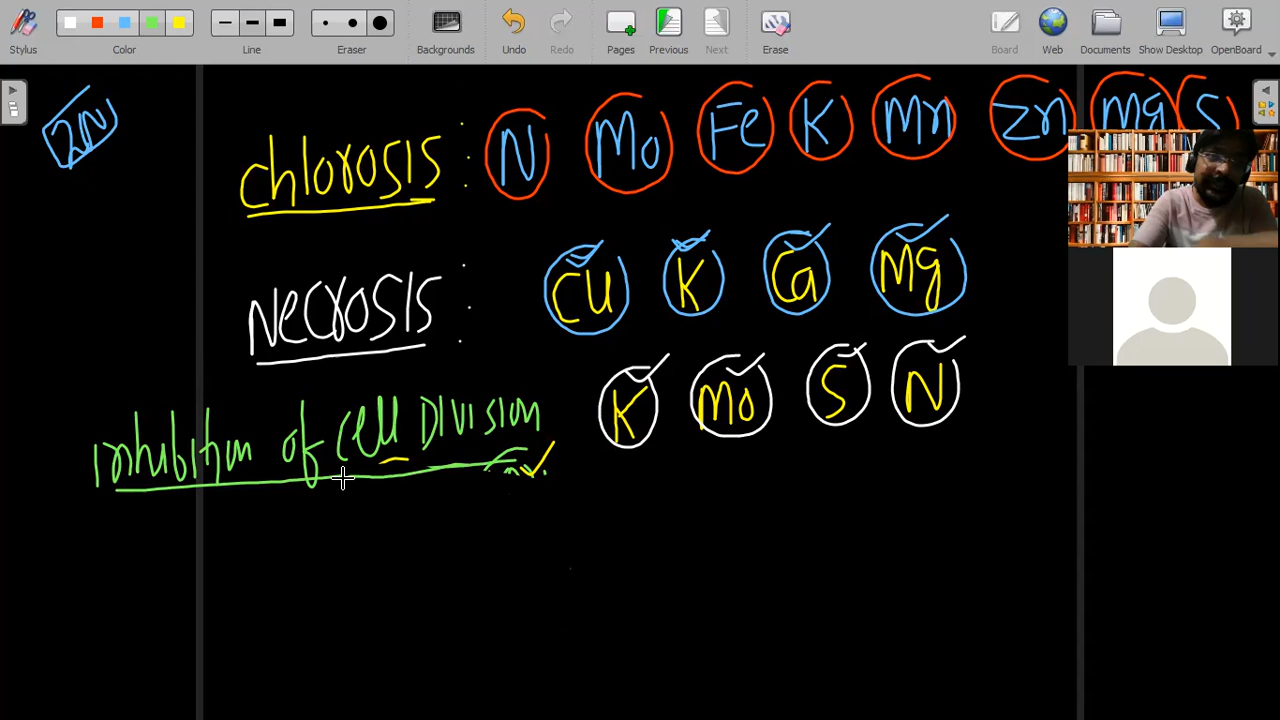 Stylus Color Line Eraser Backgrounds Undo Redo Pages Previous Next Erase Board Web Documents Show Desktop OpenBoard
2N
chlorosis : N Mo Fe K Mn Zn Mg S
Necrosis : Cu K Ca Mg
inhibition of cell Division K Mo S N